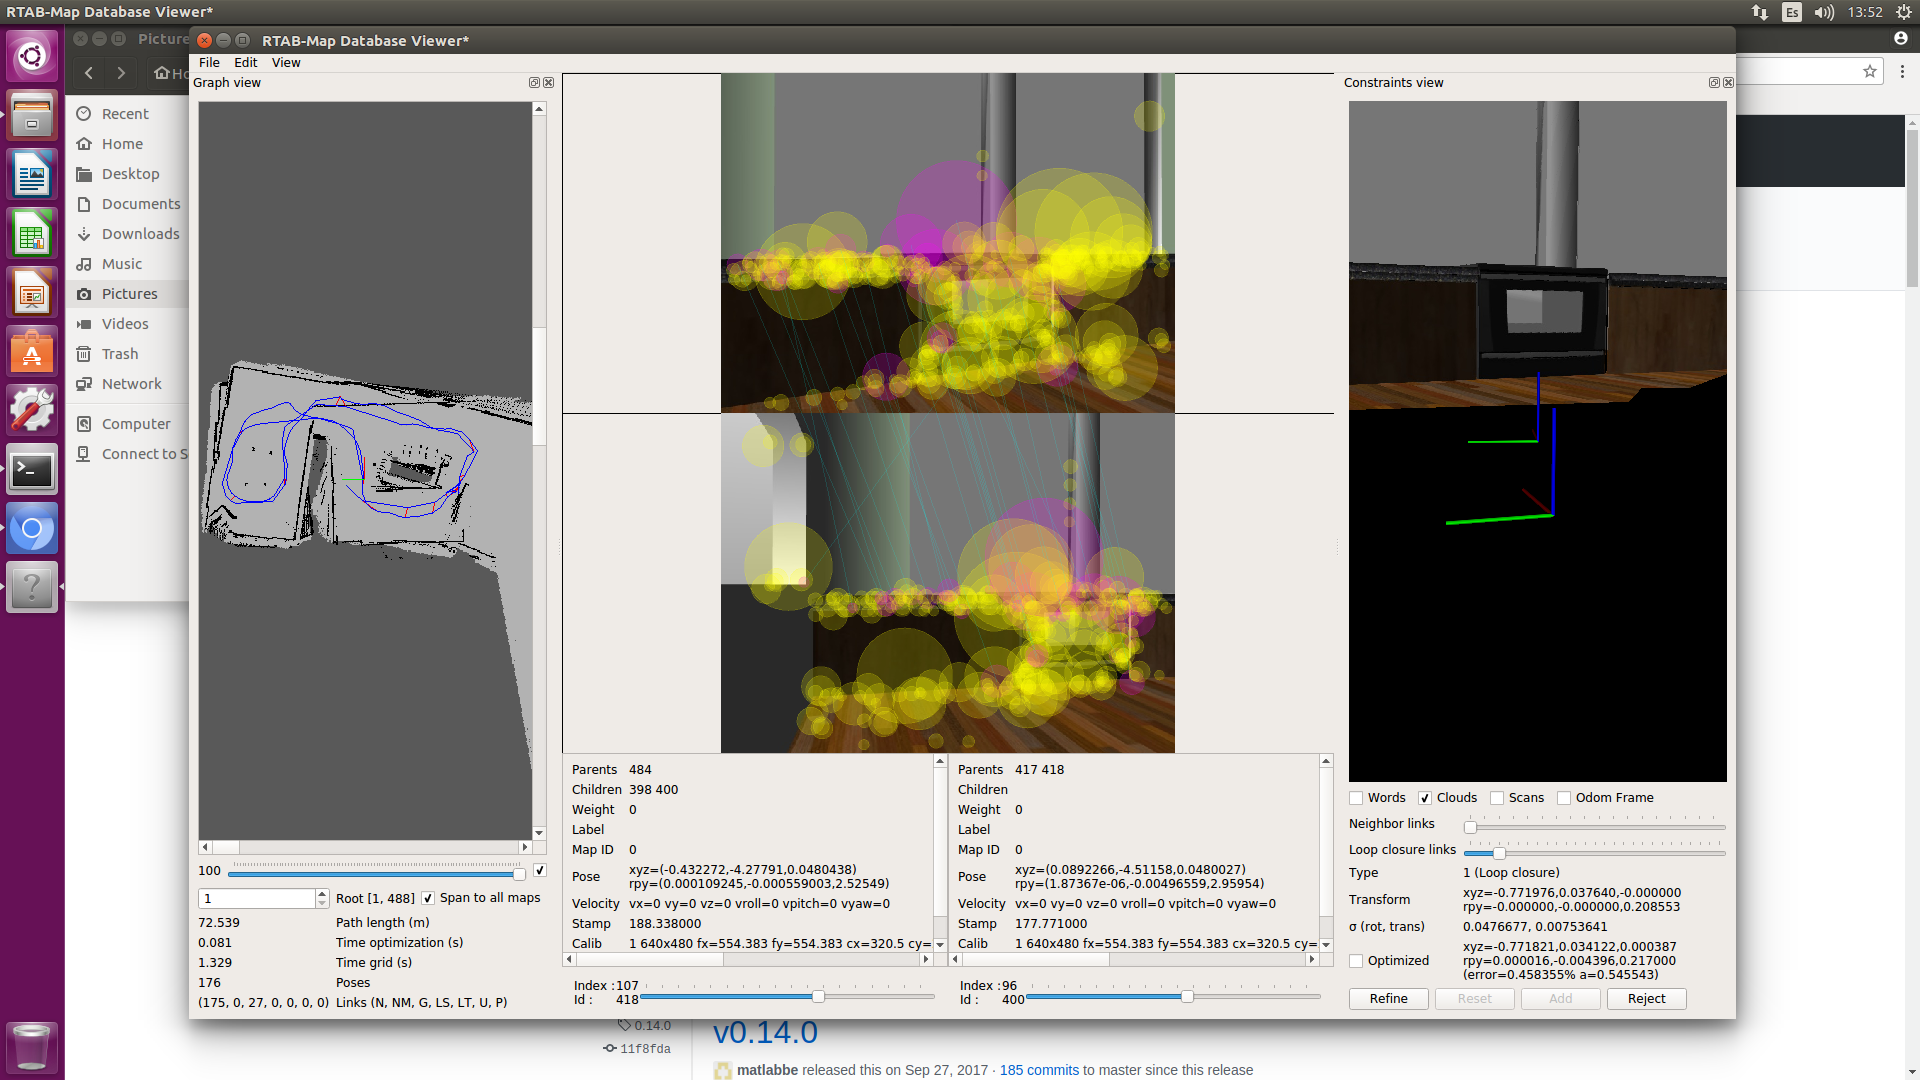 RTAB-Map Database Viewer*
Es
13:52
Picture
RTAB-Map Database Viewer*
File Edit View
Graph view
Constraints view
Recent
Home
Desktop
Documents
Downloads
Music
Pictures
Videos
Trash
Network
Computer
Connect to S
100
1
Root [1, 488]
Span to all maps
72.539 Path length (m)
0.081 Time optimization (s)
1.329 Time grid (s)
176 Poses
(175, 0, 27, 0, 0, 0, 0) Links (N, NM, G, LS, LT, U, P)
Parents 484
Children 398 400
Weight 0
Label
Map ID 0
Pose xyz=(-0.432272,-4.27791,0.0480438)
rpy=(0.000109245,-0.000559003,2.52549)
Velocity vx=0 vy=0 vz=0 vroll=0 vpitch=0 vyaw=0
Stamp 188.338000
Calib 1 640x480 fx=554.383 fy=554.383 cx=320.5 cy=
Index : 107
Id : 418
Parents 417 418
Children
Weight 0
Label
Map ID 0
Pose xyz=(0.0892266,-4.51158,0.0480027)
rpy=(1.87367e-06,-0.00496559,2.95954)
Velocity vx=0 vy=0 vz=0 vroll=0 vpitch=0 vyaw=0
Stamp 177.771000
Calib 1 640x480 fx=554.383 fy=554.383 cx=320.5 cy=
Index : 96
Id : 400
Words Clouds Scans Odom Frame
Neighbor links
Loop closure links
Type 1 (Loop closure)
Transform xyz=-0.771976,0.037640,-0.000000
rpy=-0.000000,-0.000000,0.208553
σ (rot, trans) 0.0476677, 0.00753641
Optimized xyz=-0.771821,0.034122,0.000387
rpy=0.000016,-0.004396,0.217000
(error=0.458355% a=0.545543)
Refine Reset Add Reject
0.14.0
11f8fda
v0.14.0
matlabbe released this on Sep 27, 2017 · 185 commits to master since this release